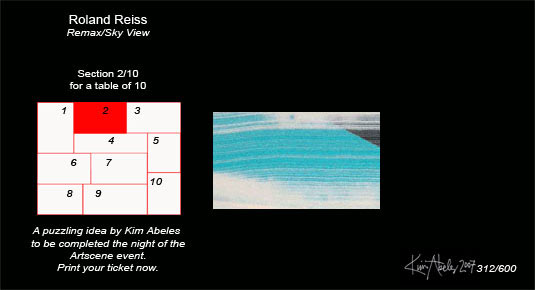 Roland Reiss
Remax/Sky View
Section 2/10
for a table of 10
1 2 3
4 5
6 7
10
8 9
A puzzling idea by Kim Abeles
to be completed the night of the
Artscene event.
Print your ticket now.
Kim Abeles 2007 312/600